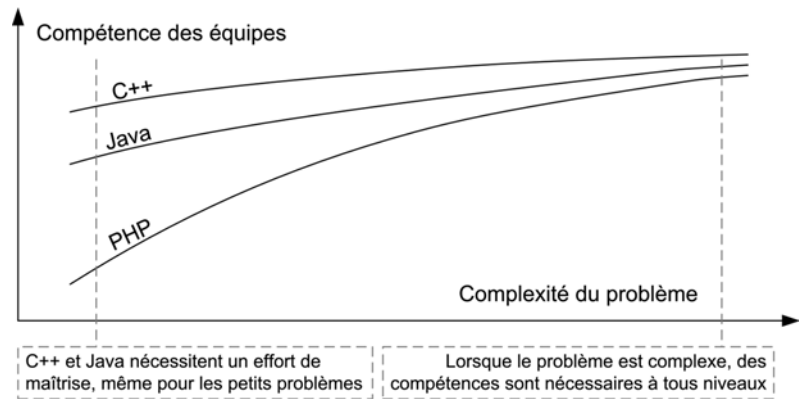 Compétence des équipes
C++
Java
PHP
Complexité du problème
C++ et Java nécessitent un effort de
maîtrise, même pour les petits problèmes
Lorsque le problème est complexe, des
compétences sont nécessaires à tous niveaux